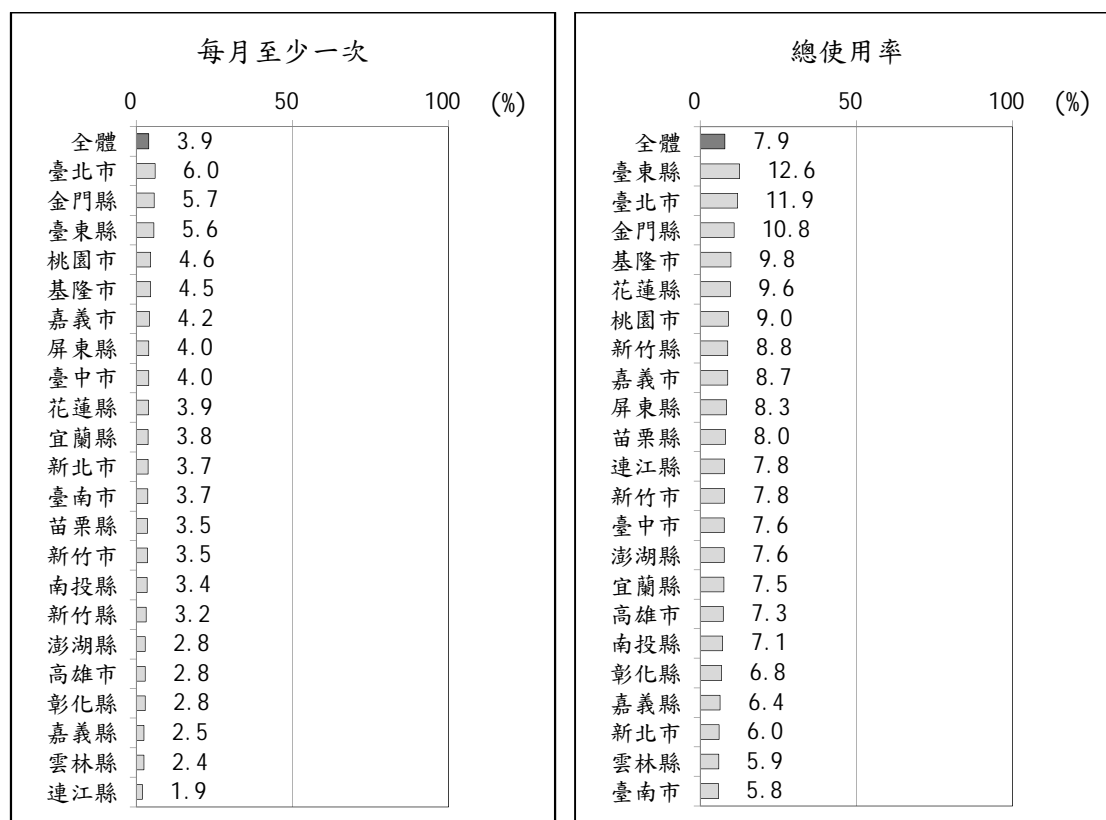 每月至少一次
0 50 100 (%)
全體 3.9
臺北市 6.0
金門縣 5.7
臺東縣 5.6
桃園市 4.6
基隆市 4.5
嘉義市 4.2
屏東縣 4.0
臺中市 4.0
花蓮縣 3.9
宜蘭縣 3.8
新北市 3.7
臺南市 3.7
苗栗縣 3.5
新竹市 3.5
南投縣 3.4
新竹縣 3.2
澎湖縣 2.8
高雄市 2.8
彰化縣 2.8
嘉義縣 2.5
雲林縣 2.4
連江縣 1.9
總使用率
0 50 100 (%)
全體 7.9
臺東縣 12.6
臺北市 11.9
金門縣 10.8
基隆市 9.8
花蓮縣 9.6
桃園市 9.0
新竹縣 8.8
嘉義市 8.7
屏東縣 8.3
苗栗縣 8.0
連江縣 7.8
新竹市 7.8
臺中市 7.6
澎湖縣 7.6
宜蘭縣 7.5
高雄市 7.3
南投縣 7.1
彰化縣 6.8
嘉義縣 6.4
新北市 6.0
雲林縣 5.9
臺南市 5.8